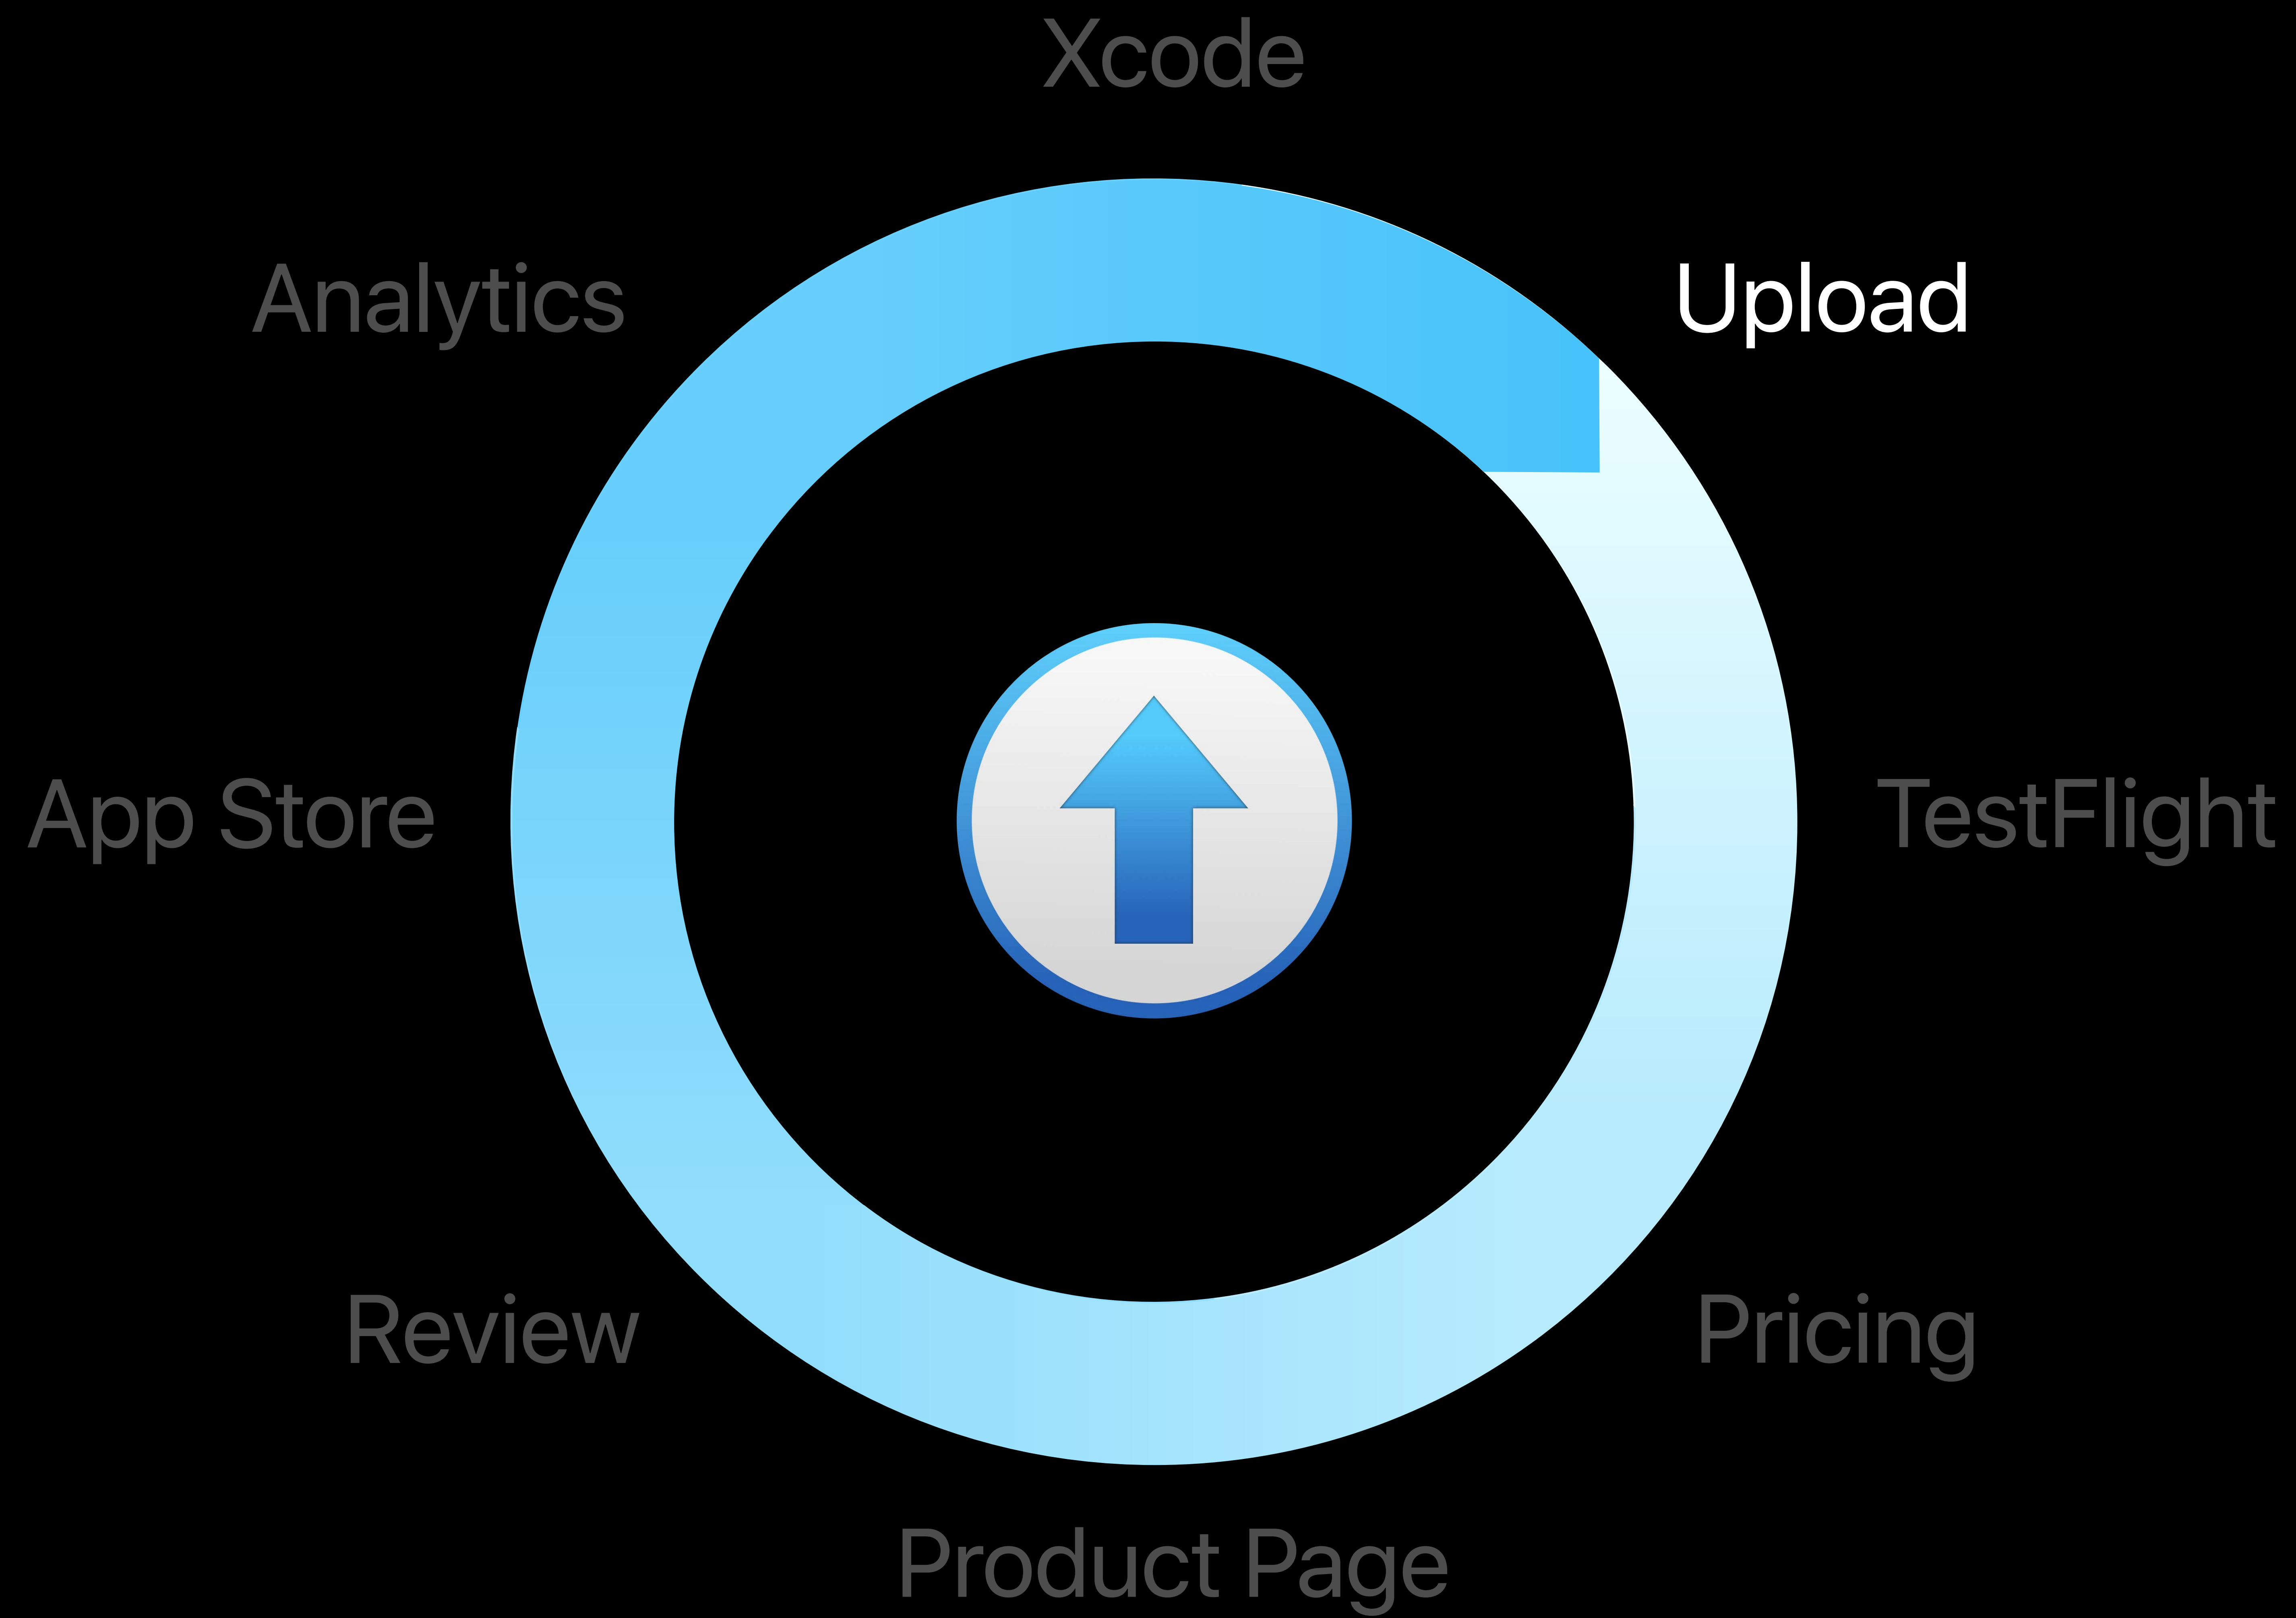 Xcode
Analytics
Upload
App Store
TestFlight
Review
Pricing
Product Page